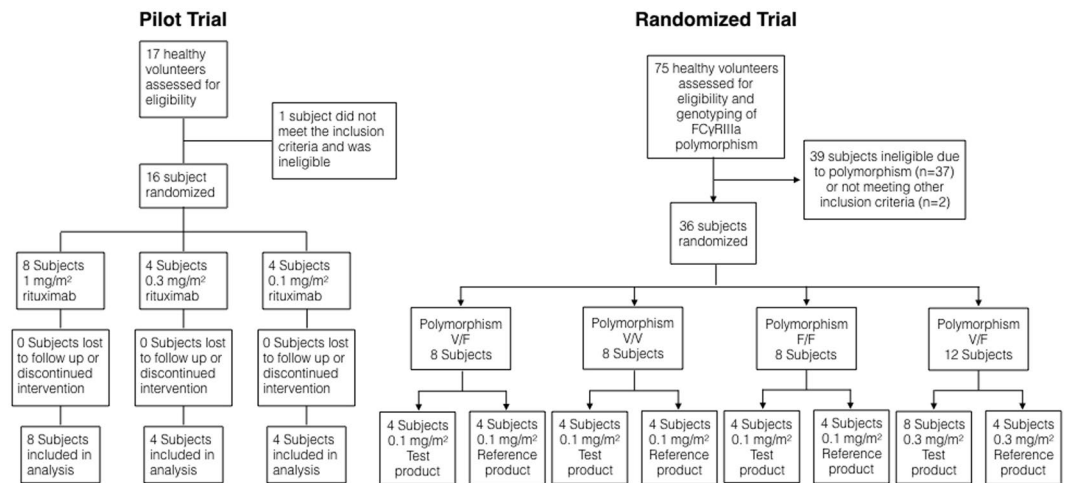 Pilot Trial
17 healthy
volunteers
assessed for
eligibility
1 subject did not
meet the inclusion
criteria and was
ineligible
16 subject
randomized
8 Subjects
1 mg/m²
rituximab
4 Subjects
0.3 mg/m²
rituximab
4 Subjects
0.1 mg/m²
rituximab
0 Subjects lost
to follow up or
discontinued
intervention
0 Subjects lost
to follow up or
discontinued
intervention
0 Subjects lost
to follow up or
discontinued
intervention
8 Subjects
included in
analysis
4 Subjects
included in
analysis
4 Subjects
included in
analysis
Randomized Trial
75 healthy volunteers
assessed for
eligibility and
genotyping of
FCγRIIIa
polymorphism
39 subjects ineligible due
to polymorphism (n=37)
or not meeting other
inclusion criteria (n=2)
36 subjects
randomized
Polymorphism
V/F
8 Subjects
Polymorphism
V/V
8 Subjects
Polymorphism
F/F
8 Subjects
Polymorphism
V/F
12 Subjects
4 Subjects
0.1 mg/m²
Test
product
4 Subjects
0.1 mg/m²
Reference
product
4 Subjects
0.1 mg/m²
Test
product
4 Subjects
0.1 mg/m²
Reference
product
4 Subjects
0.1 mg/m²
Test
product
4 Subjects
0.1 mg/m²
Reference
product
8 Subjects
0.3 mg/m²
Test
product
4 Subjects
0.3 mg/m²
Reference
product